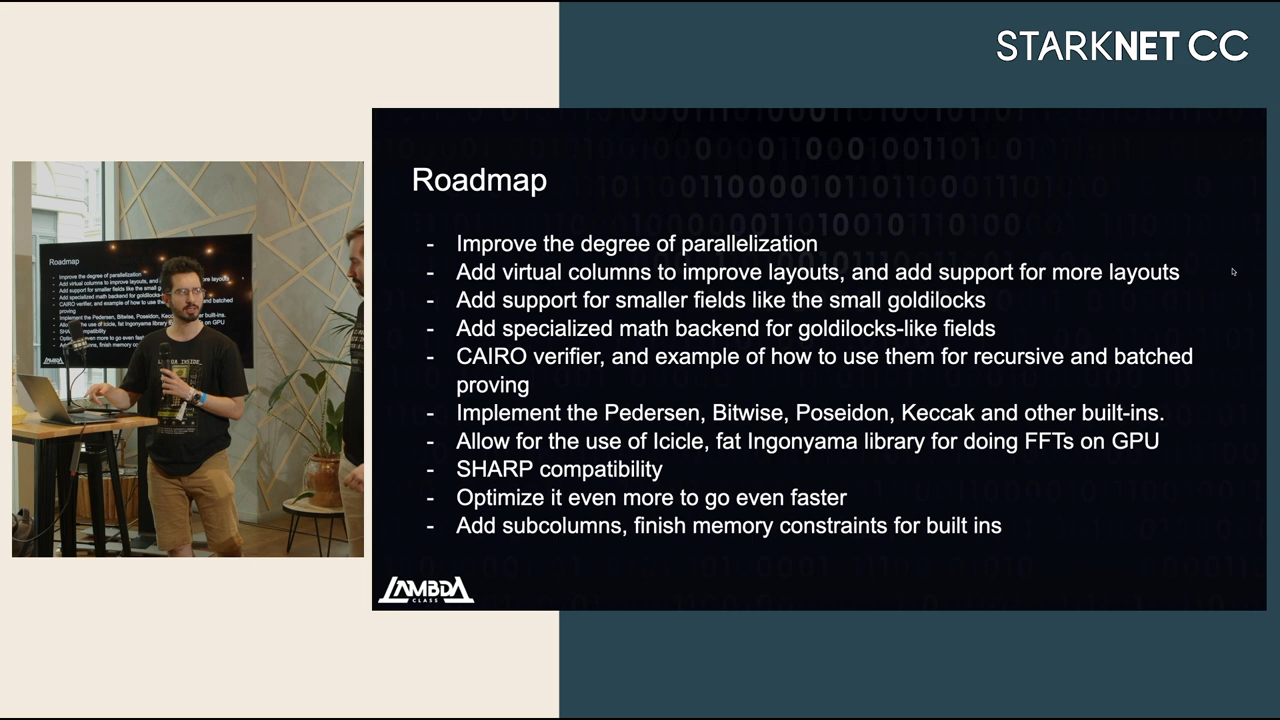 STARKNET CC
Roadmap
- Improve the degree of parallelization
- Add virtual columns to improve layouts, and add support for more layouts
- Add support for smaller fields like the small goldilocks
- Add specialized math backend for goldilocks-like fields
- CAIRO verifier, and example of how to use them for recursive and batched
proving
- Implement the Pedersen, Bitwise, Poseidon, Keccak and other built-ins.
- Allow for the use of Icicle, fat Ingonyama library for doing FFTs on GPU
- SHARP compatibility
- Optimize it even more to go even faster
- Add subcolumns, finish memory constraints for built ins
LAMBDA
CLASS
Roadmap